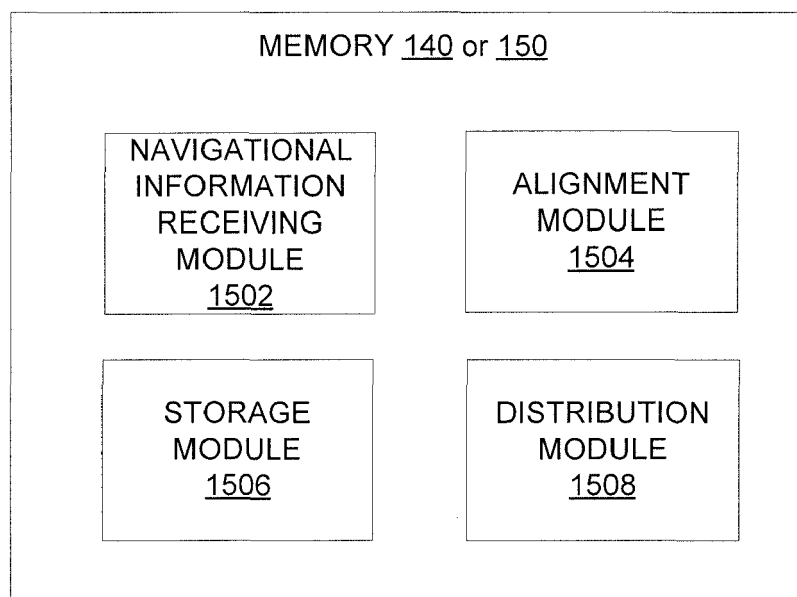 MEMORY 140 or 150
NAVIGATIONAL
INFORMATION
RECEIVING
MODULE
1502
ALIGNMENT
MODULE
1504
STORAGE
MODULE
1506
DISTRIBUTION
MODULE
1508